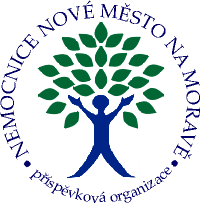 NEMOCNICE NOVÉ MĚSTO NA MORAVĚ
příspěvková organizace